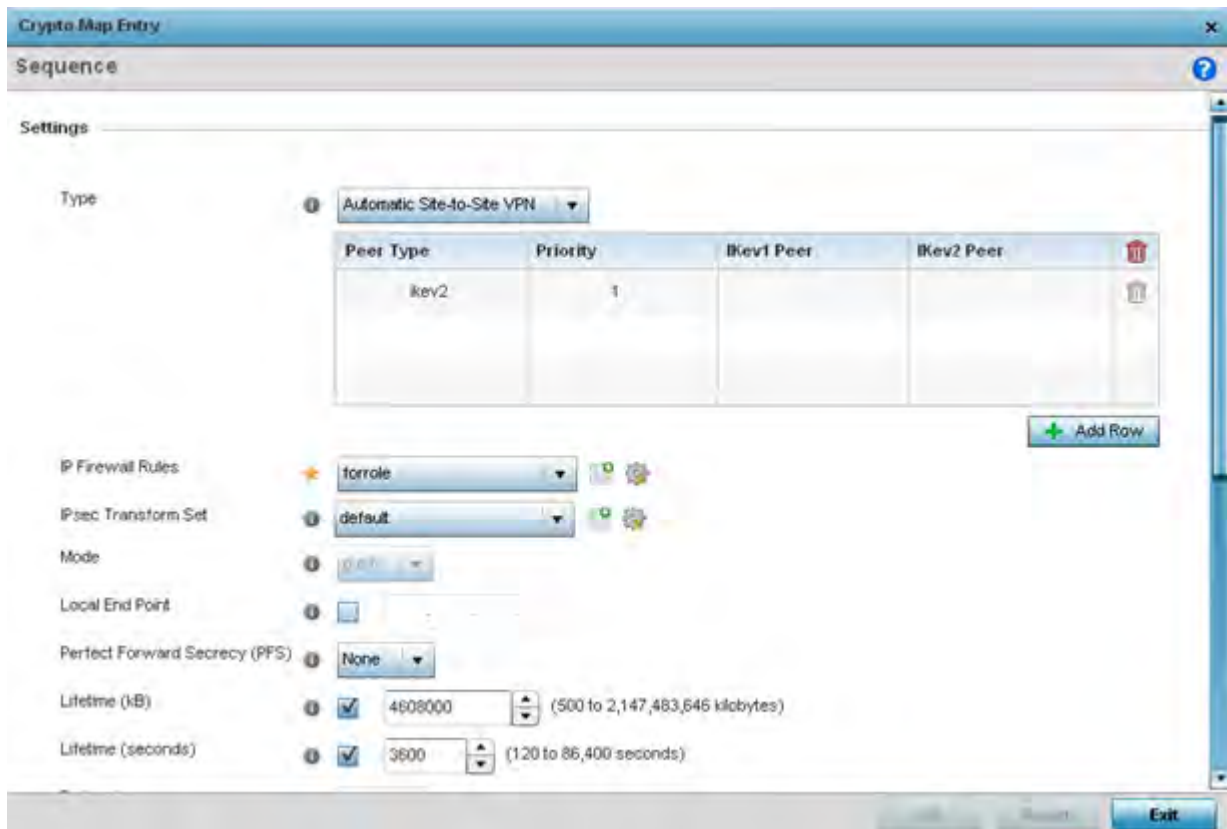 Crypto Map Entry
Sequence
Settings
Type
Automatic Site-to-Site VPN
Peer Type Priority IKev1 Peer IKev2 Peer
ikev2 1
Add Row
IP Firewall Rules
forrole
IPsec Transform Set
default
Mode
Local End Point
Perfect Forward Secrecy (PFS)
None
Lifetime (kB)
4608000 (500 to 2,147,483,646 kilobytes)
Lifetime (seconds)
3600 (120 to 86,400 seconds)
Exit